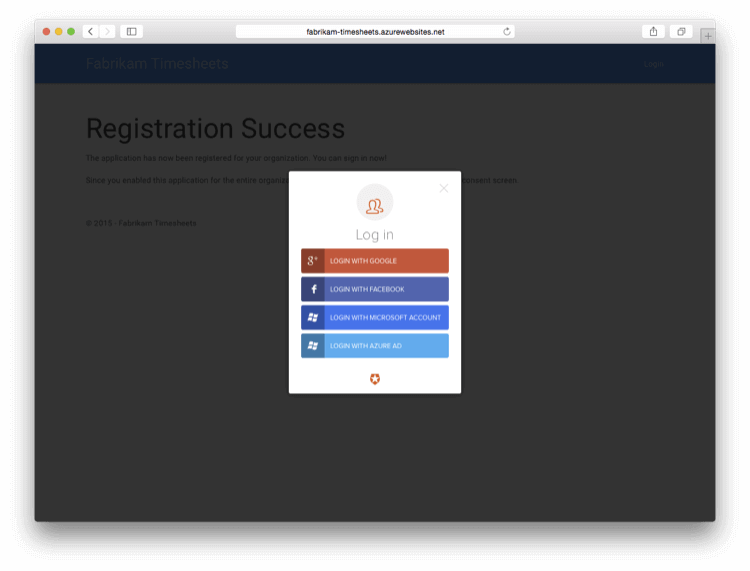 fabrikam-timesheets.azurewebsites.net
Fabrikam Timesheets
Login
Registration Success
The application has now been registered for your organization. You can sign in now!
Since you enabled this application for the entire organis
consent screen
© 2015 - Fabrikam Timesheets
Log in
g+ LOGIN WITH GOOGLE
f LOGIN WITH FACEBOOK
LOGIN WITH MICROSOFT ACCOUNT
LOGIN WITH AZURE AD